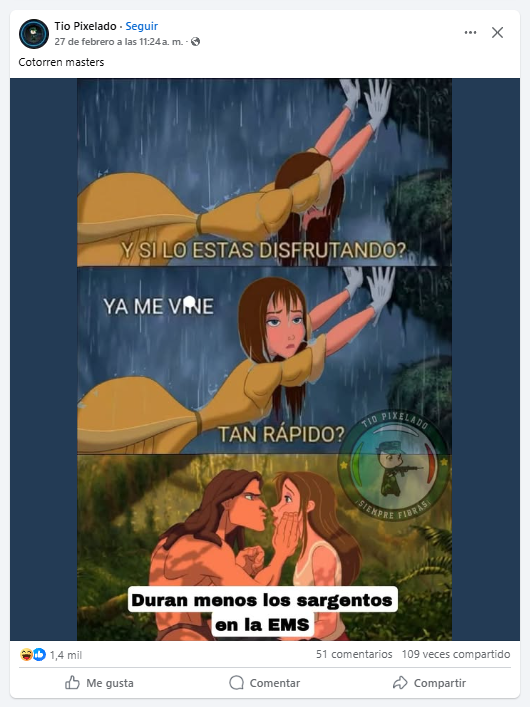 Tío Pixelado · Seguir
27 de febrero a las 11:24 a. m. ·
Cotorren masters
Y SI LO ESTAS DISFRUTANDO?
YA ME VINE
TAN RÁPIDO?
TIO PIXELADO
SIEMPRE FIBRAS
Duran menos los sargentos
en la EMS
1,4 mil
51 comentarios 109 veces compartido
Me gusta Comentar Compartir